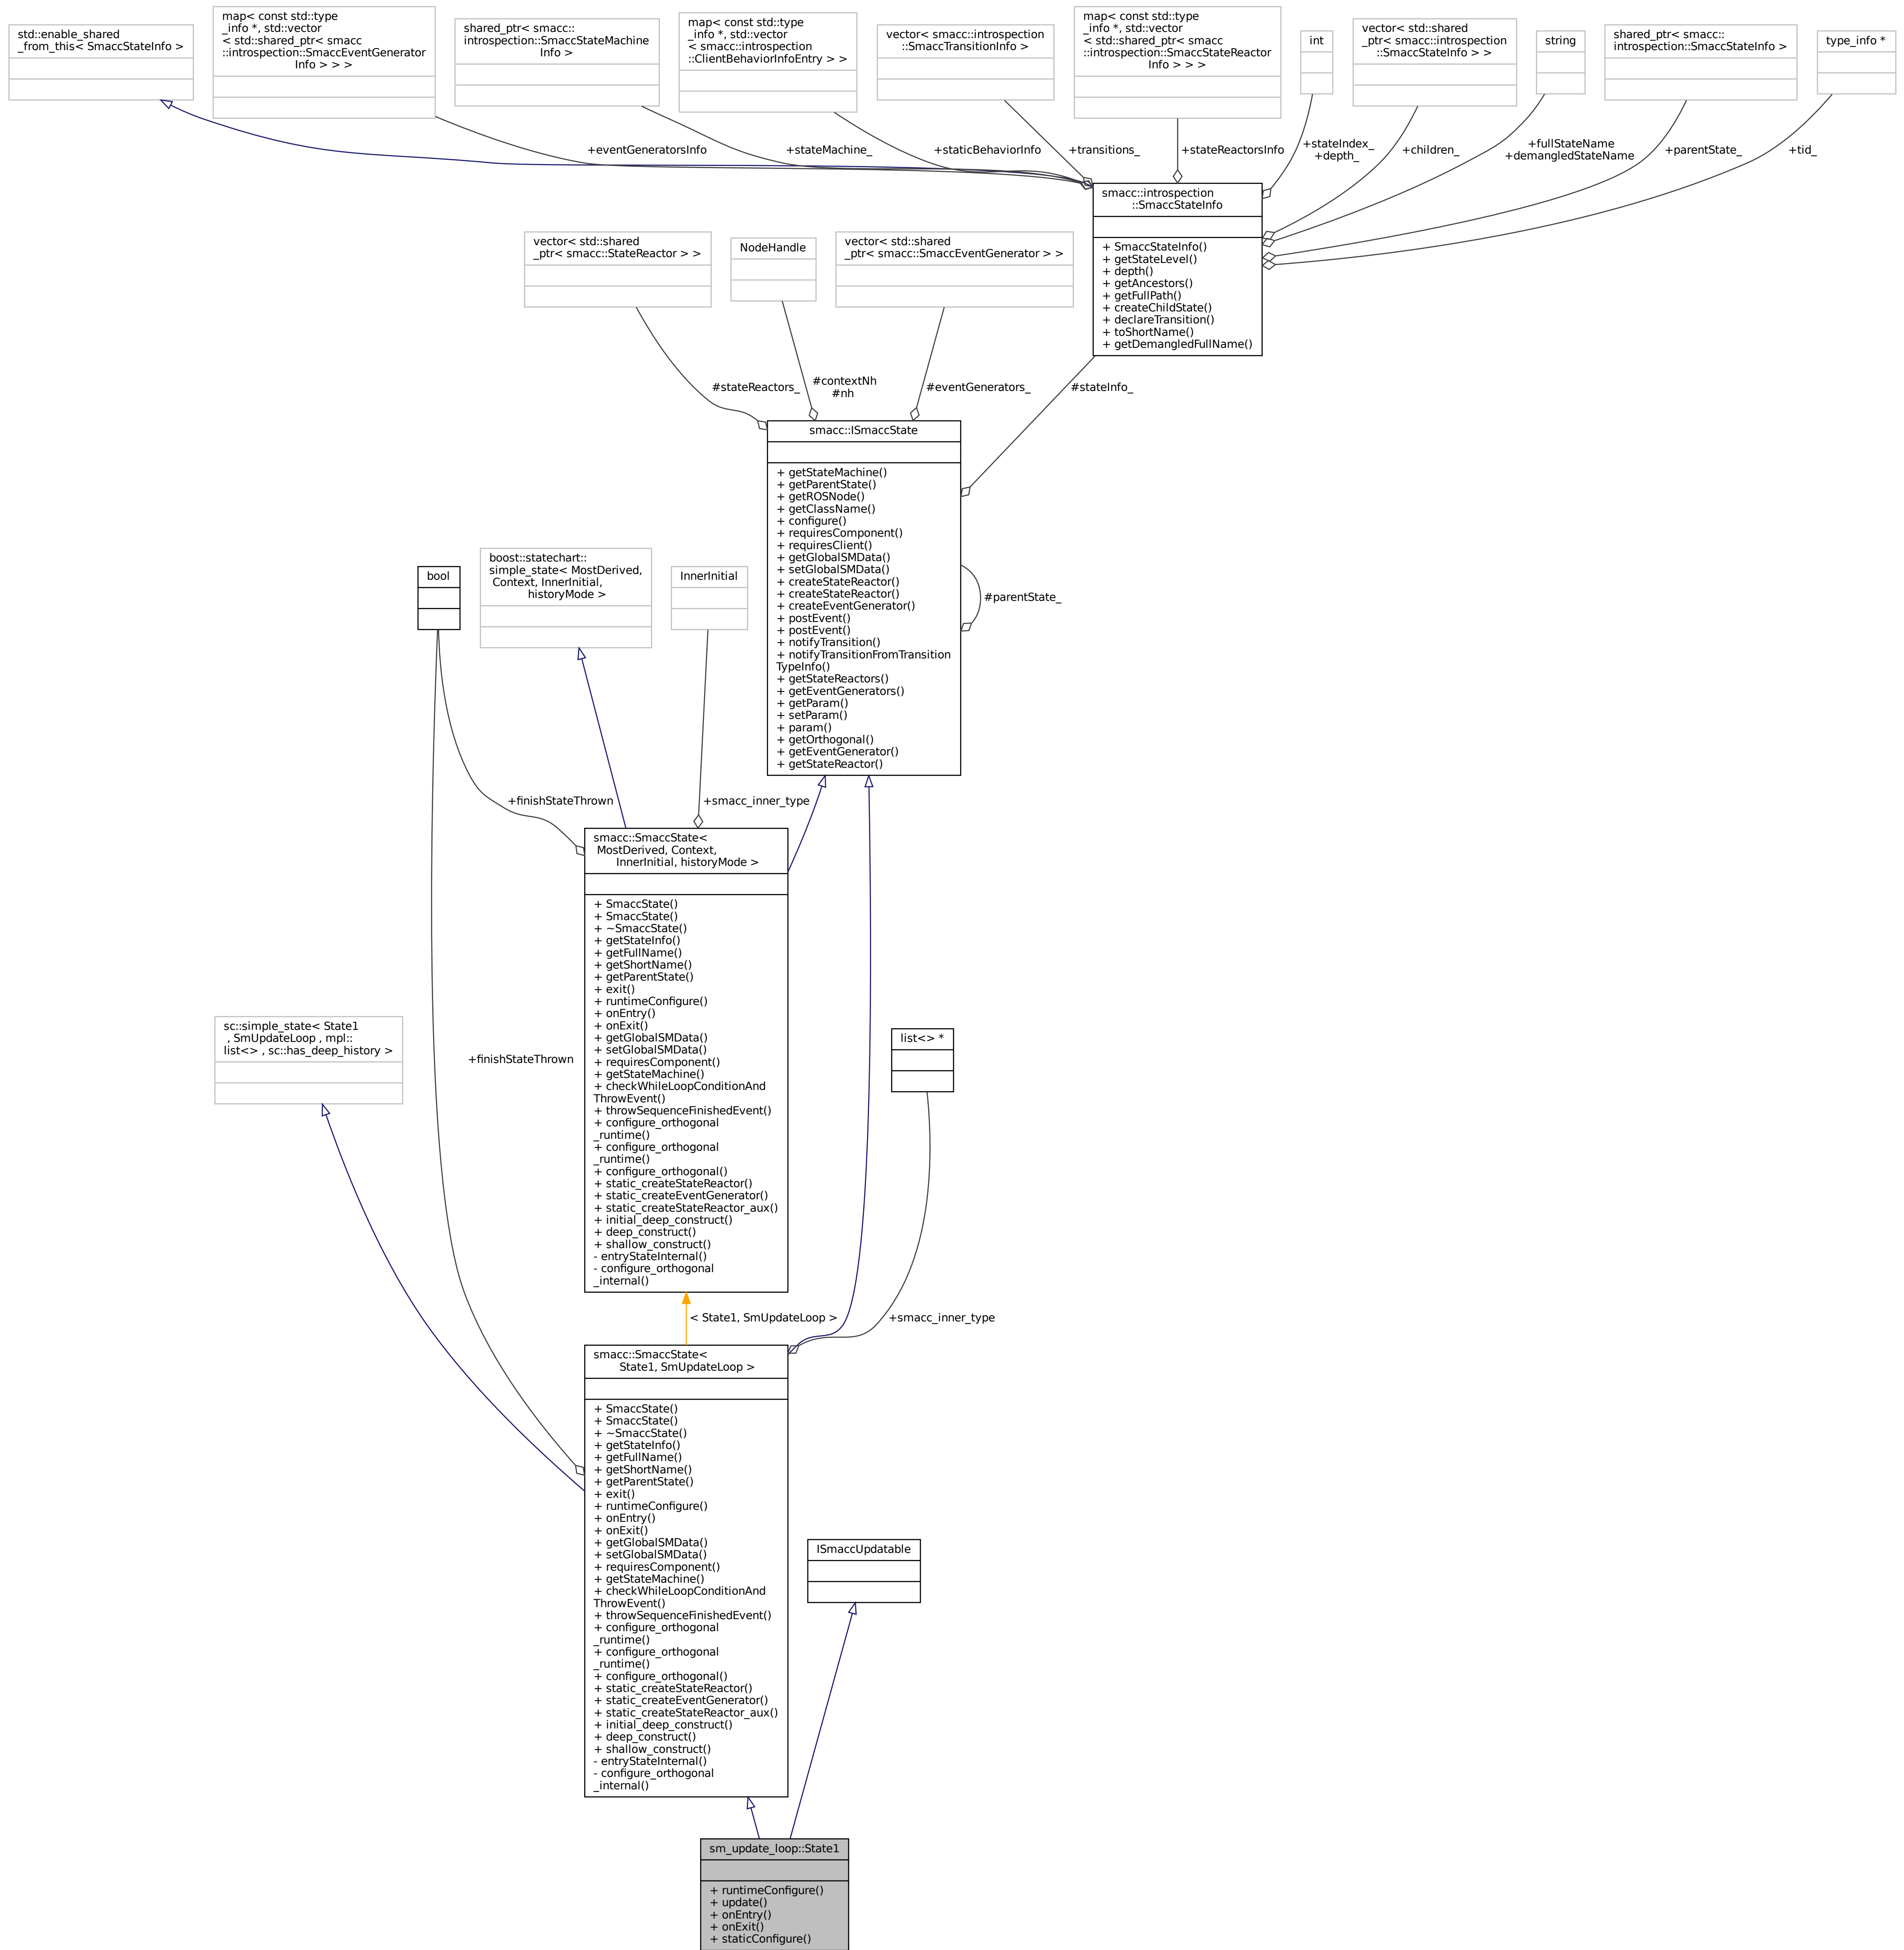 std::enable_shared
_from_this< SmaccStateInfo >
map< const std::type
_info *, std::vector
< std::shared_ptr< smacc
::introspection::SmaccEventGenerator
Info > > >
shared_ptr< smacc::
introspection::SmaccStateMachine
Info >
map< const std::type
_info *, std::vector
< smacc::introspection
::ClientBehaviorInfoEntry > >
vector< smacc::introspection
::SmaccTransitionInfo >
map< const std::type
_info *, std::vector
< std::shared_ptr< smacc
::introspection::SmaccStateReactor
Info > > >
int
vector< std::shared
_ptr< smacc::introspection
::SmaccStateInfo > >
string
shared_ptr< smacc::
introspection::SmaccStateInfo >
type_info *
+eventGeneratorsInfo
+stateMachine_
+staticBehaviorInfo
+transitions_
+stateReactorsInfo
+stateIndex_
+depth_
+children_
+fullStateName
+demangledStateName
+parentState_
+tid_
smacc::introspection
::SmaccStateInfo
+ SmaccStateInfo()
+ getStateLevel()
+ depth()
+ getAncestors()
+ getFullPath()
+ createChildState()
+ declareTransition()
+ toShortName()
+ getDemangledFullName()
vector< std::shared
_ptr< smacc::StateReactor > >
NodeHandle
vector< std::shared
_ptr< smacc::SmaccEventGenerator > >
#stateReactors_
#contextNh
#nh
#eventGenerators_
#stateInfo_
smacc::ISmaccState
+ getStateMachine()
+ getParentState()
+ getROSNode()
+ getClassName()
+ configure()
+ requiresComponent()
+ requiresClient()
+ getGlobalSMData()
+ setGlobalSMData()
+ createStateReactor()
+ createStateReactor()
+ createEventGenerator()
+ postEvent()
+ postEvent()
+ notifyTransition()
+ notifyTransitionFromTransition
TypeInfo()
+ getStateReactors()
+ getEventGenerators()
+ getParam()
+ setParam()
+ param()
+ getOrthogonal()
+ getEventGenerator()
+ getStateReactor()
#parentState_
bool
boost::statechart::
simple_state< MostDerived,
Context, InnerInitial,
historyMode >
InnerInitial
+finishStateThrown
+smacc_inner_type
smacc::SmaccState<
MostDerived, Context,
InnerInitial, historyMode >
+ SmaccState()
+ SmaccState()
+ ~SmaccState()
+ getStateInfo()
+ getFullName()
+ getShortName()
+ getParentState()
+ exit()
+ runtimeConfigure()
+ onEntry()
+ onExit()
+ getGlobalSMData()
+ setGlobalSMData()
+ requiresComponent()
+ getStateMachine()
+ checkWhileLoopConditionAnd
ThrowEvent()
+ throwSequenceFinishedEvent()
+ configure_orthogonal
_runtime()
+ configure_orthogonal
_runtime()
+ configure_orthogonal()
+ static_createStateReactor()
+ static_createEventGenerator()
+ static_createStateReactor_aux()
+ initial_deep_construct()
+ deep_construct()
+ shallow_construct()
- entryStateInternal()
- configure_orthogonal
_internal()
sc::simple_state< State1
, SmUpdateLoop , mpl::
list<> , sc::has_deep_history >
+finishStateThrown
list<> *
< State1, SmUpdateLoop >
+smacc_inner_type
smacc::SmaccState<
State1, SmUpdateLoop >
+ SmaccState()
+ SmaccState()
+ ~SmaccState()
+ getStateInfo()
+ getFullName()
+ getShortName()
+ getParentState()
+ exit()
+ runtimeConfigure()
+ onEntry()
+ onExit()
+ getGlobalSMData()
+ setGlobalSMData()
+ requiresComponent()
+ getStateMachine()
+ checkWhileLoopConditionAnd
ThrowEvent()
+ throwSequenceFinishedEvent()
+ configure_orthogonal
_runtime()
+ configure_orthogonal
_runtime()
+ configure_orthogonal()
+ static_createStateReactor()
+ static_createEventGenerator()
+ static_createStateReactor_aux()
+ initial_deep_construct()
+ deep_construct()
+ shallow_construct()
- entryStateInternal()
- configure_orthogonal
_internal()
ISmaccUpdatable
sm_update_loop::State1
+ runtimeConfigure()
+ update()
+ onEntry()
+ onExit()
+ staticConfigure()